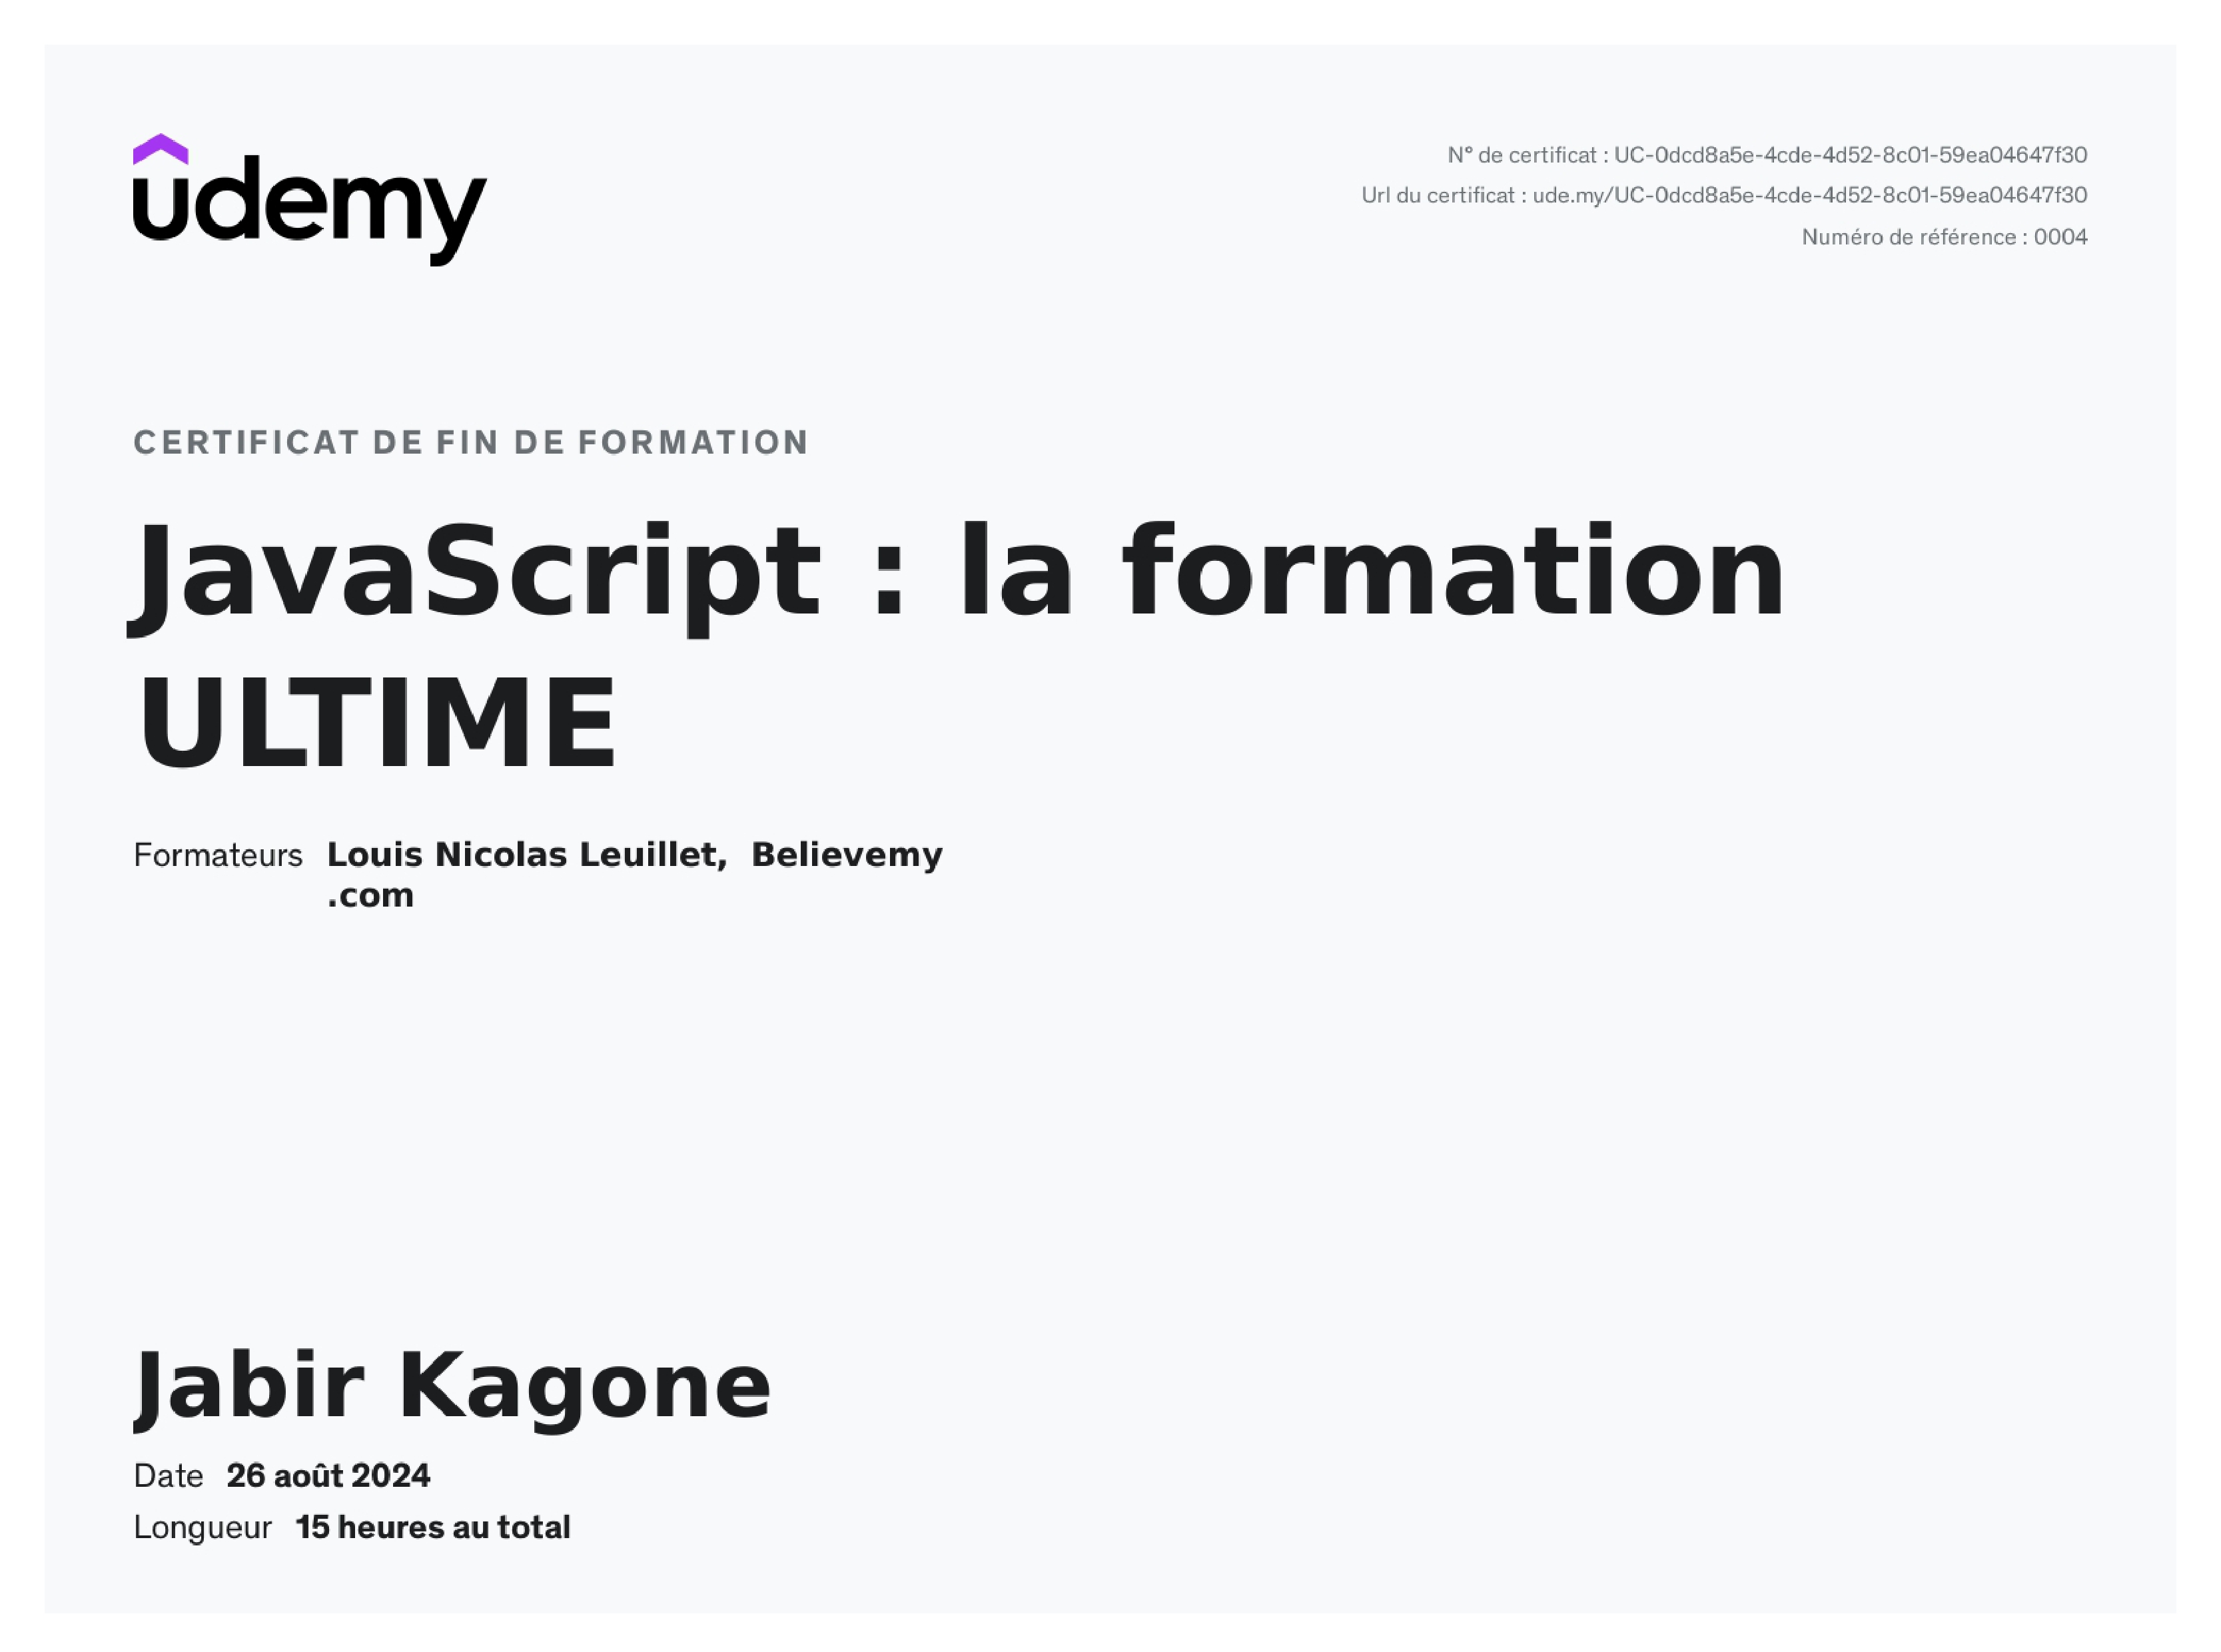 udemy
N° de certificat : UC-0dcd8a5e-4cde-4d52-8c01-59ea04647f30
Url du certificat : ude.my/UC-0dcd8a5e-4cde-4d52-8c01-59ea04647f30
Numéro de référence : 0004
CERTIFICAT DE FIN DE FORMATION
JavaScript : la formation
ULTIME
Formateurs Louis Nicolas Leuillet, Believemy
.com
Jabir Kagone
Date 26 août 2024
Longueur 15 heures au total